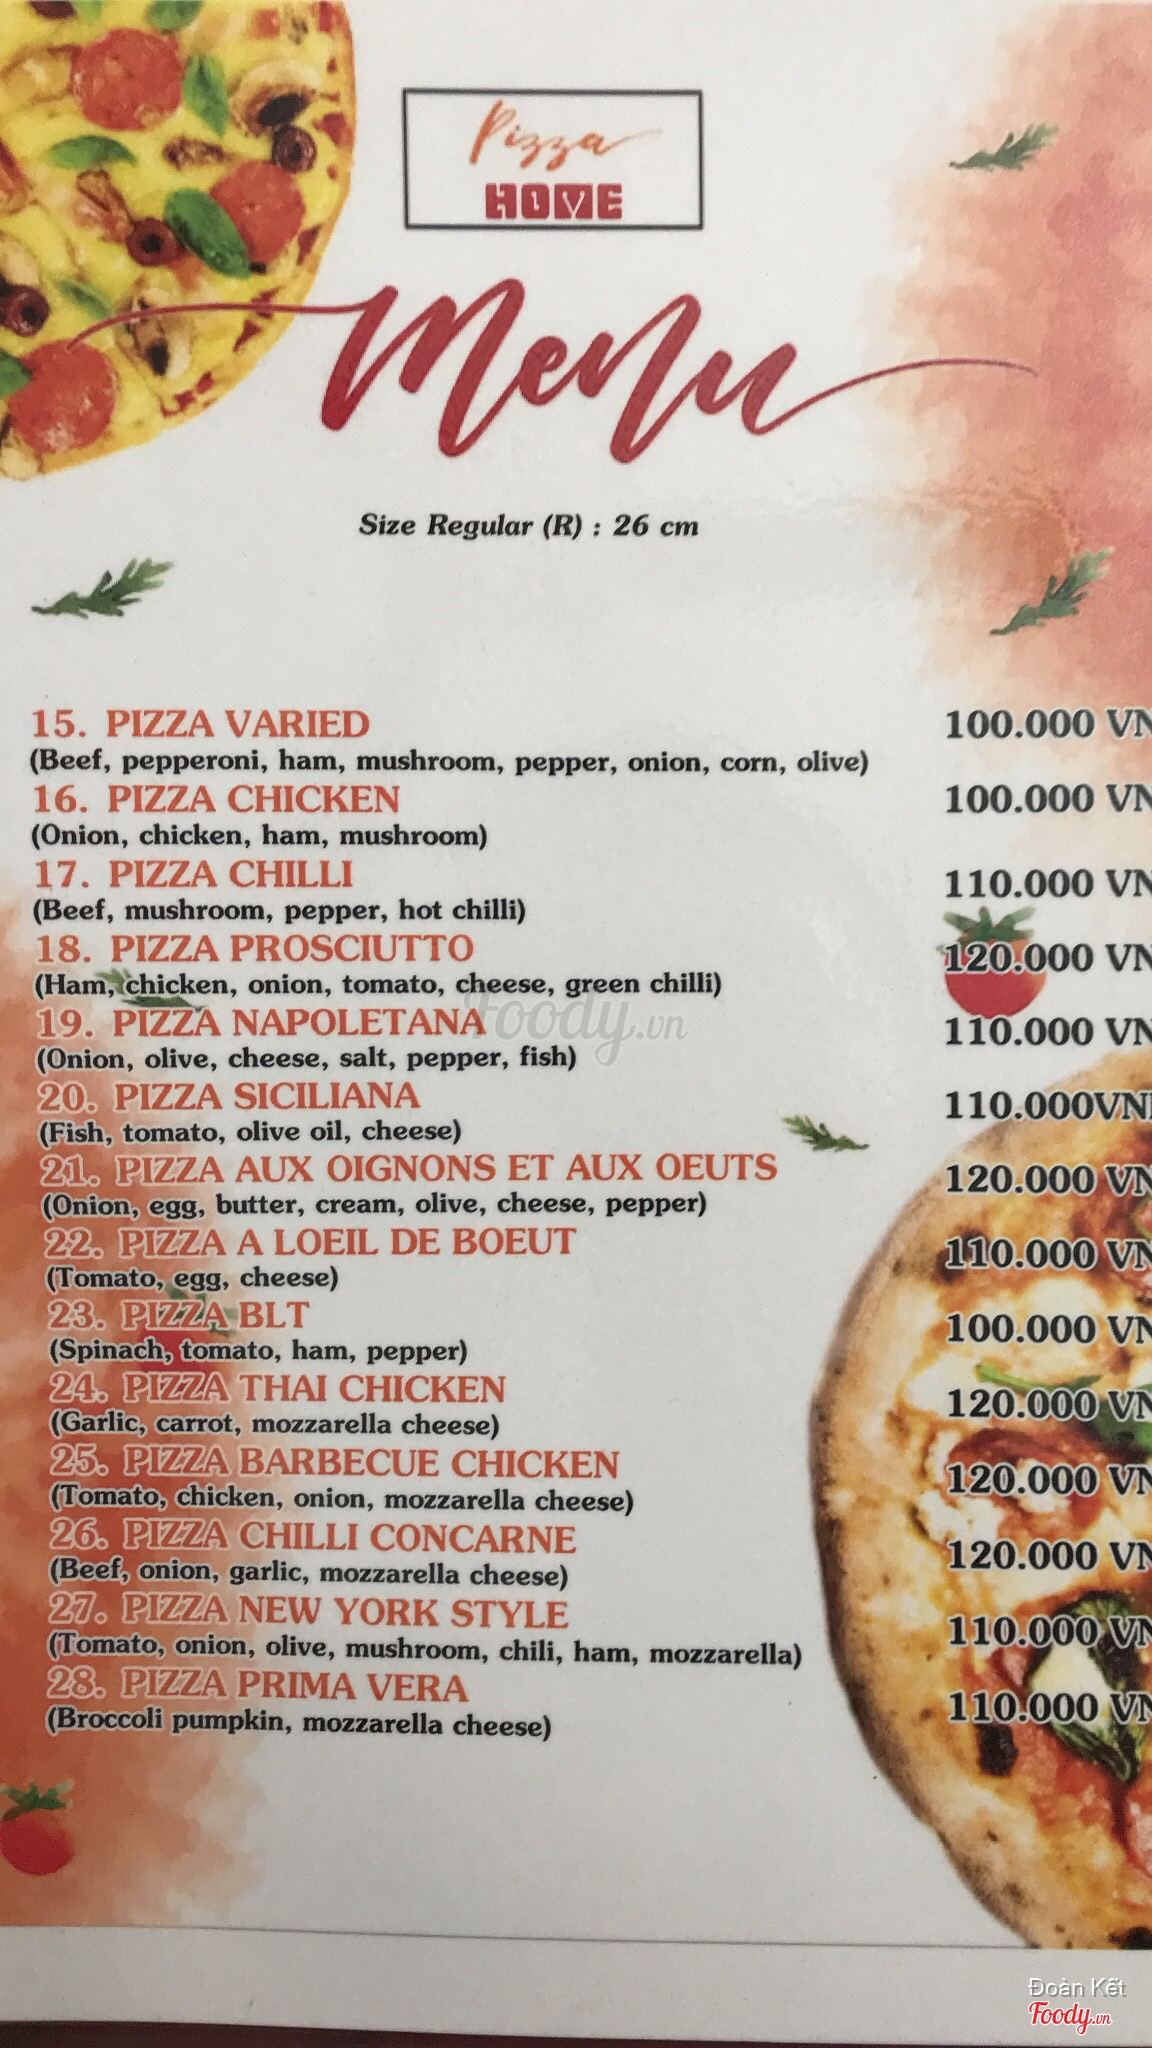 Pizza
HOME
Menu
Size Regular (R) : 26 cm
15. PIZZA VARIED 100.000 VN
(Beef, pepperoni, ham, mushroom, pepper, onion, corn, olive)
16. PIZZA CHICKEN 100.000 VN
(Onion, chicken, ham, mushroom)
17. PIZZA CHILLI 110.000 VN
(Beef, mushroom, pepper, hot chilli)
18. PIZZA PROSCIUTTO 120.000 VN
(Ham, chicken, onion, tomato, cheese, green chilli)
Foody.vn
19. PIZZA NAPOLETANA 110.000 VN
(Onion, olive, cheese, salt, pepper, fish)
20. PIZZA SICILIANA 110.000VN
(Fish, tomato, olive oil, cheese)
21. PIZZA AUX OIGNONS ET AUX OEUTS 120.000 VN
(Onion, egg, butter, cream, olive, cheese, pepper)
22. PIZZA A LOEIL DE BOEUT 110.000 VN
(Tomato, egg, cheese)
23. PIZZA BLT 100.000 VN
(Spinach, tomato, ham, pepper)
24. PIZZA THAI CHICKEN 120.000 VN
(Garlic, carrot, mozzarella cheese)
25. PIZZA BARBECUE CHICKEN 120.000 VN
(Tomato, chicken, onion, mozzarella cheese)
26. PIZZA CHILLI CONCARNE 120.000 VN
(Beef, onion, garlic, mozzarella cheese)
27. PIZZA NEW YORK STYLE 110.000 VN
(Tomato, onion, olive, mushroom, chili, ham, mozzarella)
28. PIZZA PRIMA VERA 110.000 VN
(Broccoli pumpkin, mozzarella cheese)
Đoàn Kết
Foody.vn